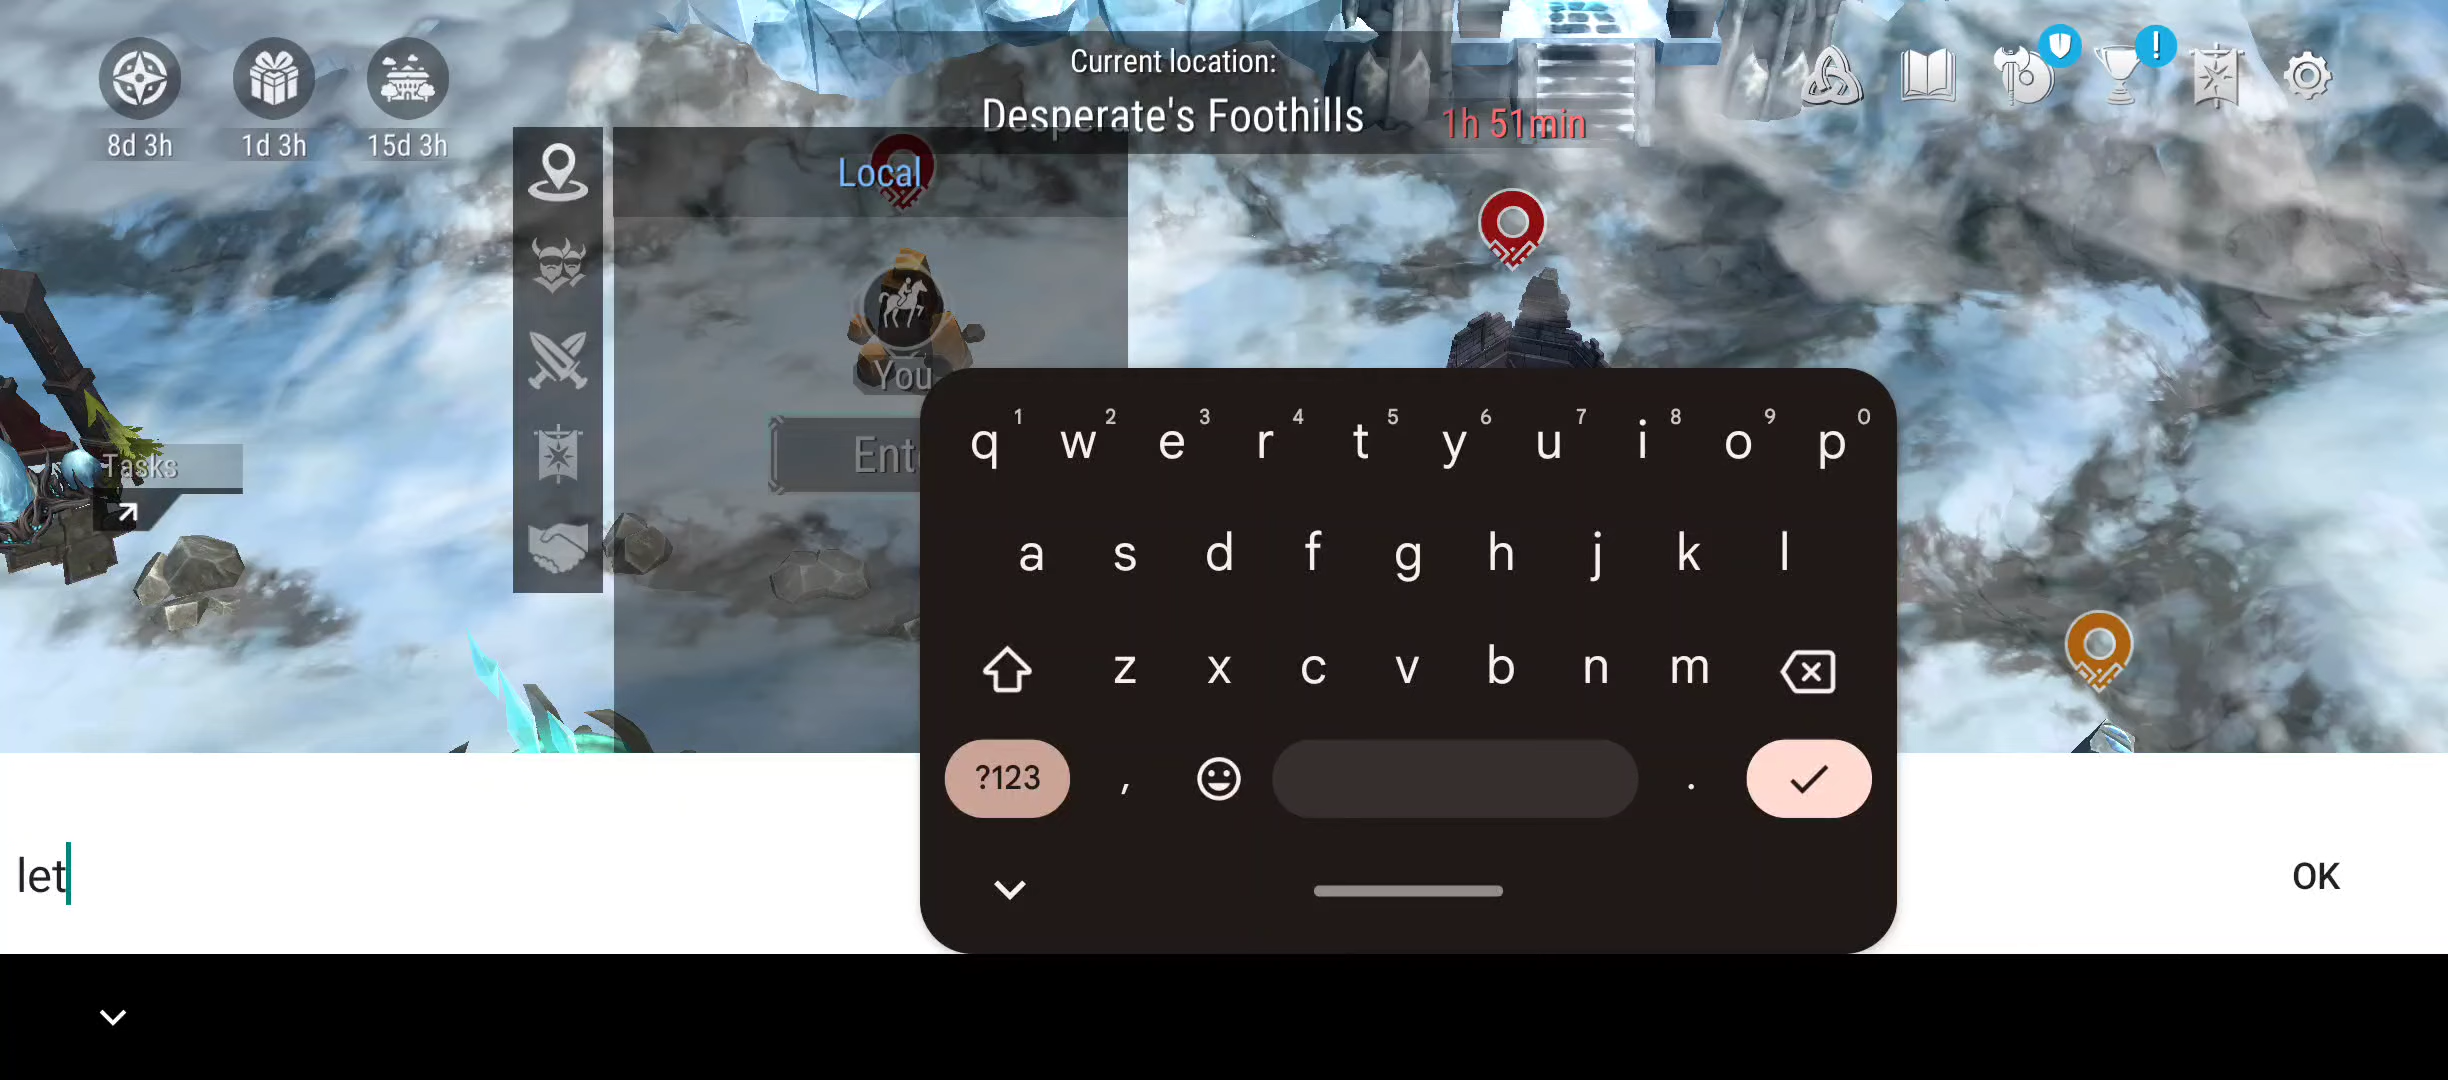 Current location:
Desperate's Foothills
1h 51min
8d 3h
1d 3h
15d 3h
Local
You
Tasks
q 1 w 2 e 3 r 4 t 5 y 6 u 7 i 8 o 9 p 0
a s d f g h j k l
z x c v b n m
?123 , .
let
OK